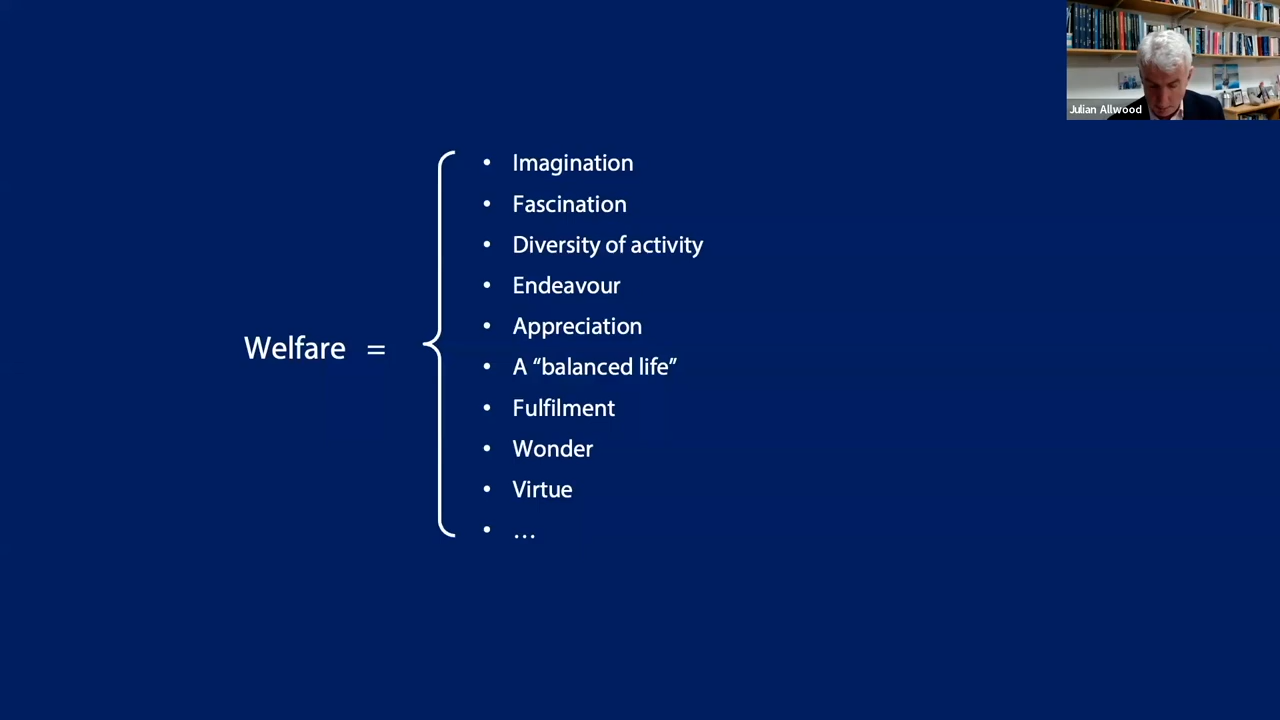 Julian Allwood
• Imagination
• Fascination
• Diversity of activity
• Endeavour
• Appreciation
Welfare =
• A “balanced life”
• Fulfilment
• Wonder
• Virtue
• …